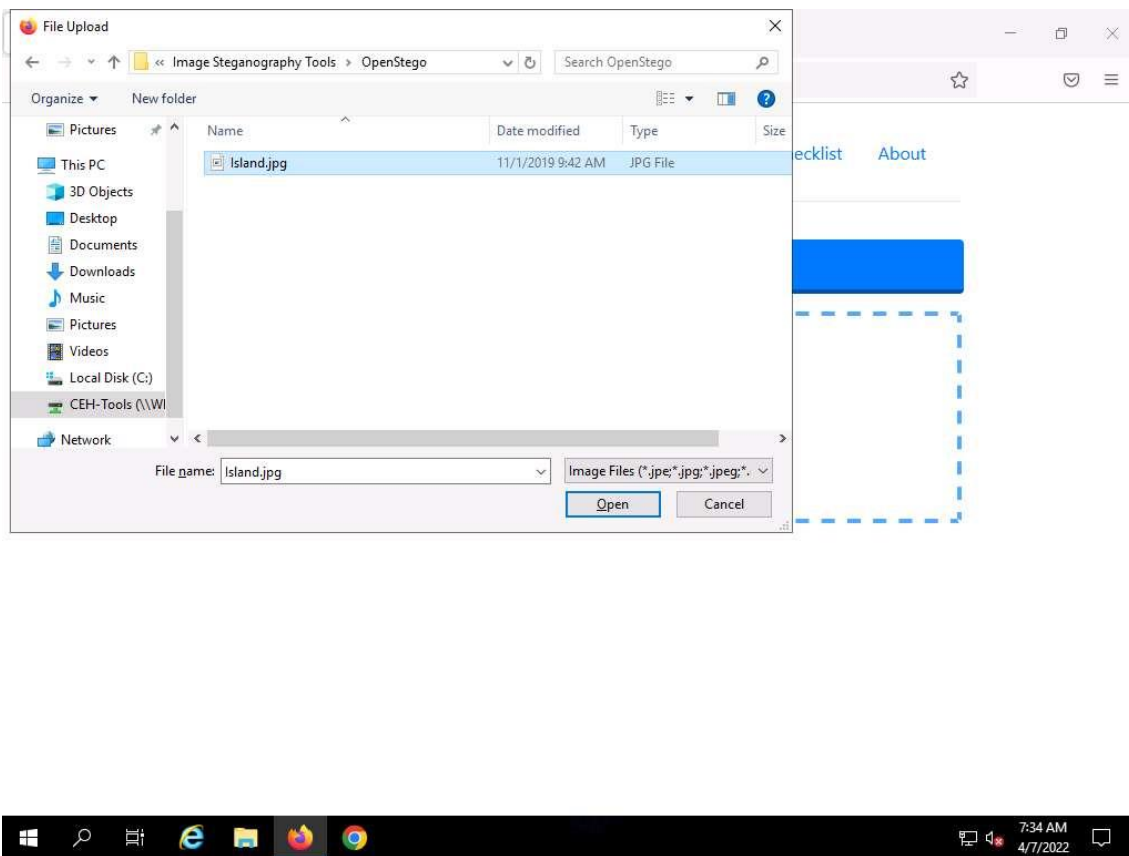 File Upload
« Image Steganography Tools › OpenStego
Search OpenStego
Organize
New folder
Name
Date modified
Type
Size
Pictures
This PC
Island.jpg
11/1/2019 9:42 AM
JPG File
ecklist
About
3D Objects
Desktop
Documents
Downloads
Music
Pictures
Videos
Local Disk (C:)
CEH-Tools (\\WI
Network
File name: Island.jpg
Image Files (*.jpe;*.jpg;*.jpeg;*.
Open
Cancel
7:34 AM
4/7/2022